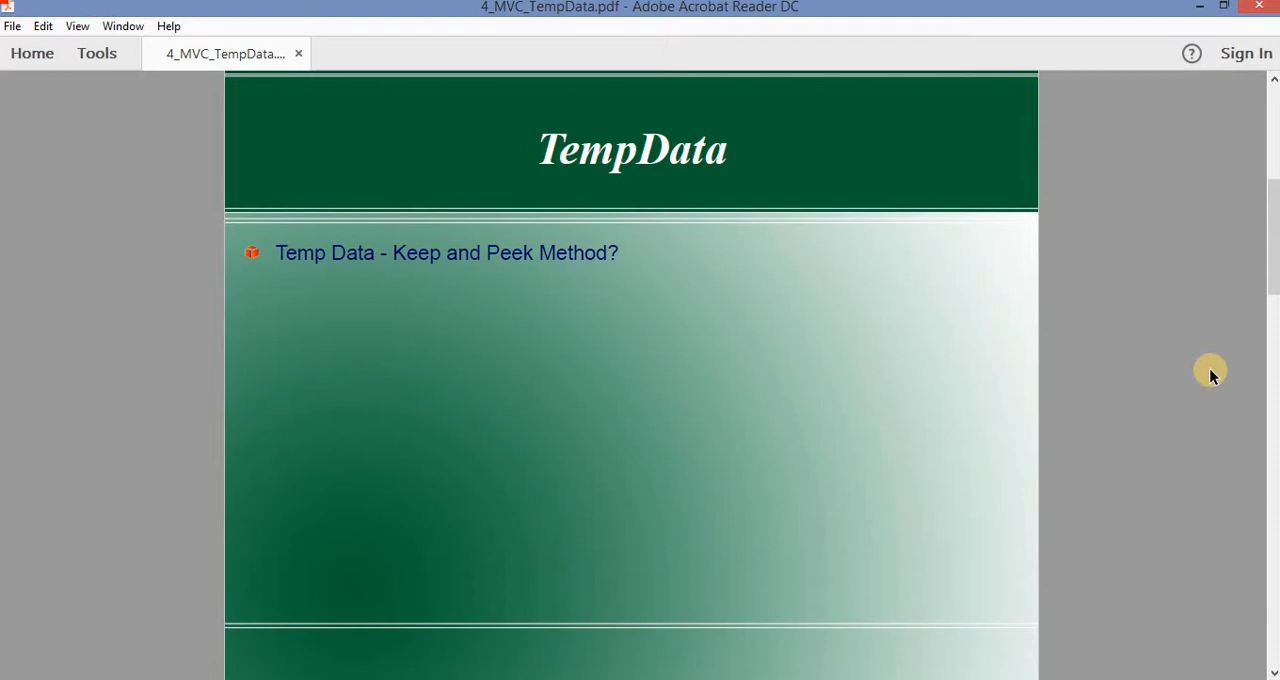 4_MVC_TempData.pdf - Adobe Acrobat Reader DC
File Edit View Window Help
Home Tools 4_MVC_TempData.... × ? Sign In
TempData
Temp Data - Keep and Peek Method?